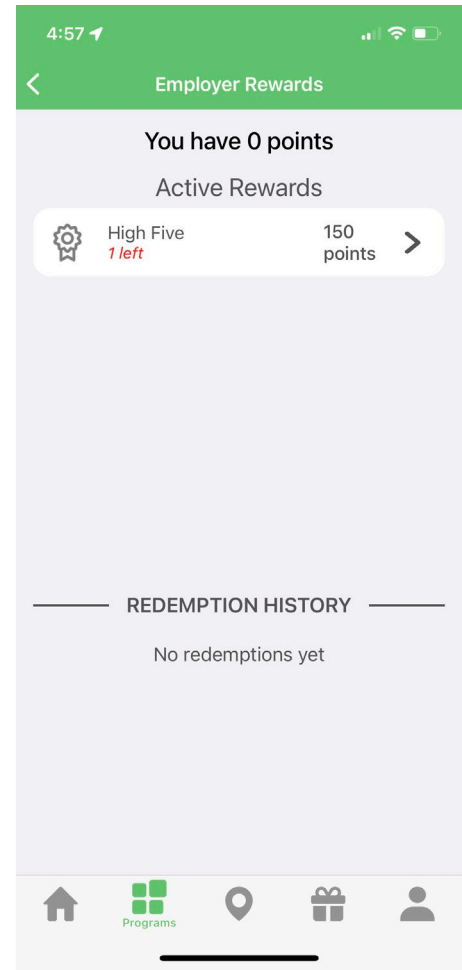 4:57
Employer Rewards
You have 0 points
Active Rewards
High Five
1 left
150
points
REDEMPTION HISTORY
No redemptions yet
Programs